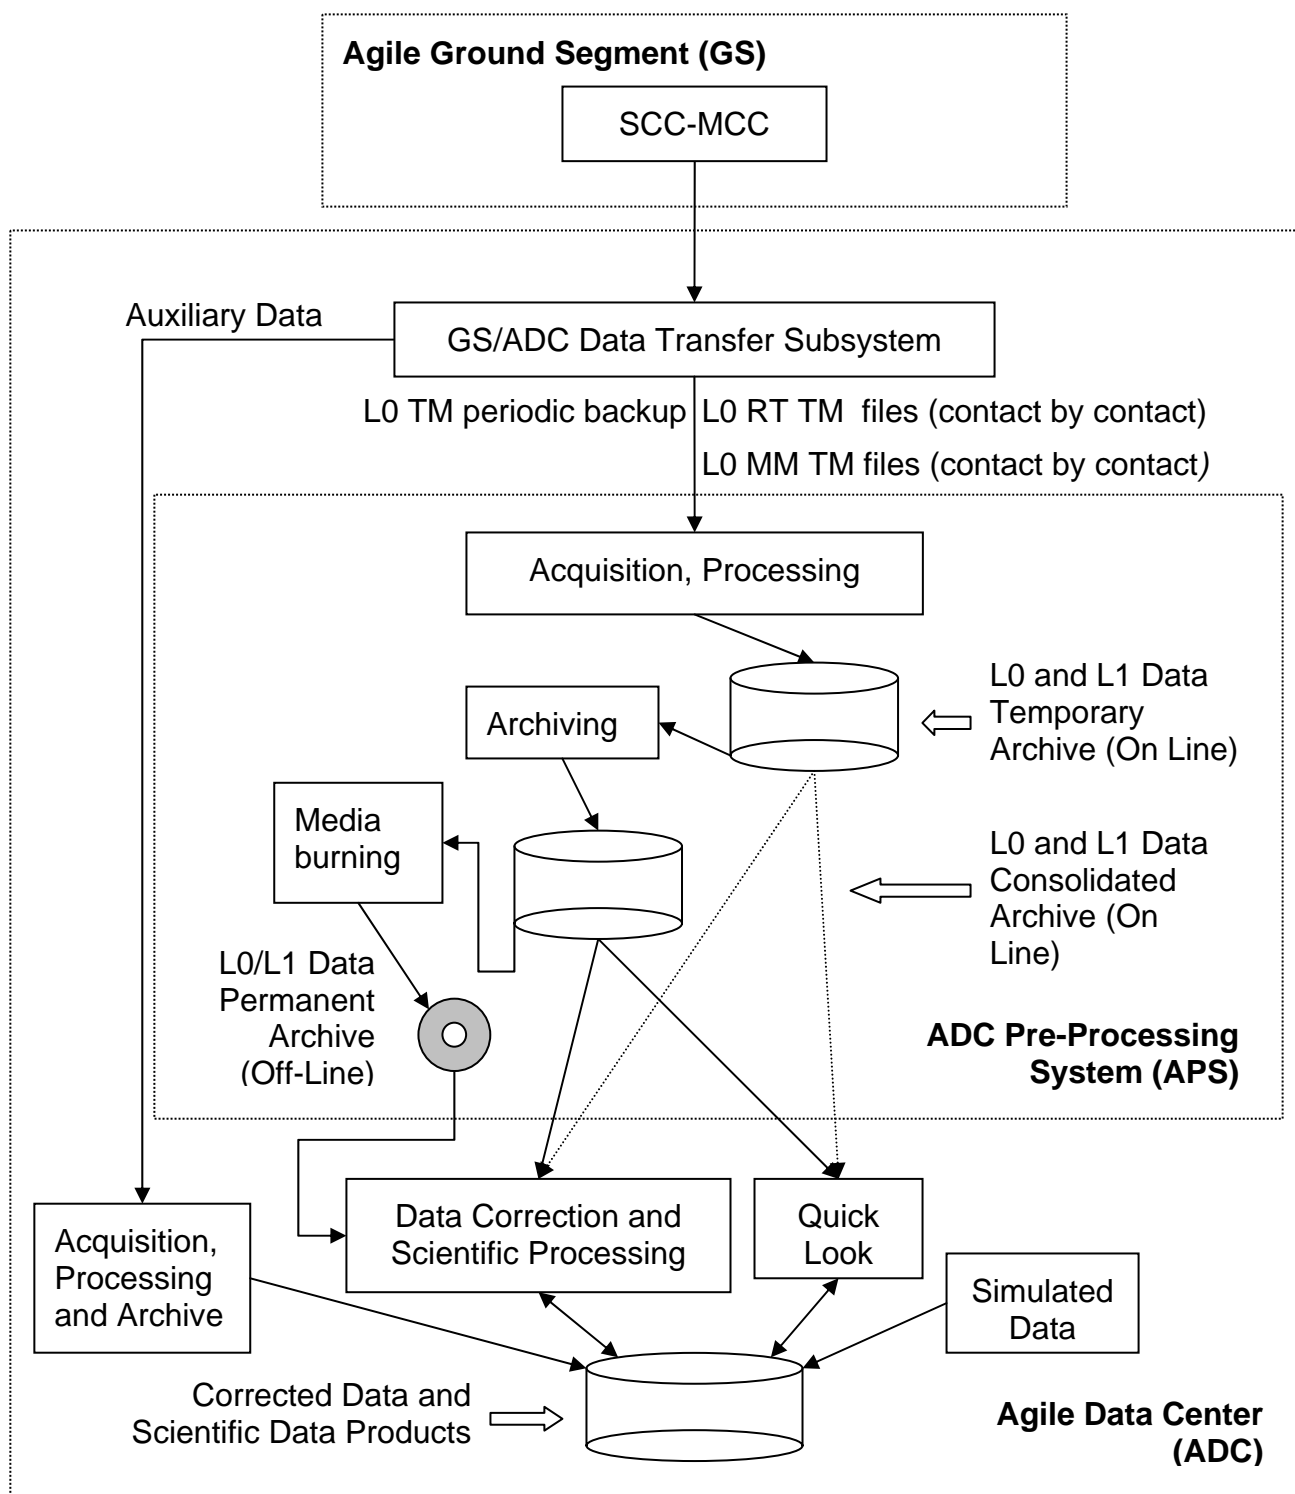 Agile Ground Segment (GS)
SCC-MCC
Auxiliary Data
GS/ADC Data Transfer Subsystem
L0 TM periodic backup
L0 RT TM files (contact by contact)
L0 MM TM files (contact by contact)
Acquisition, Processing
L0 and L1 Data
Temporary
Archive (On Line)
Archiving
Media
burning
L0 and L1 Data
Consolidated
Archive (On
Line)
L0/L1 Data
Permanent
Archive
(Off-Line)
ADC Pre-Processing
System (APS)
Acquisition,
Processing
and Archive
Data Correction and
Scientific Processing
Quick
Look
Simulated
Data
Corrected Data and
Scientific Data Products
Agile Data Center
(ADC)